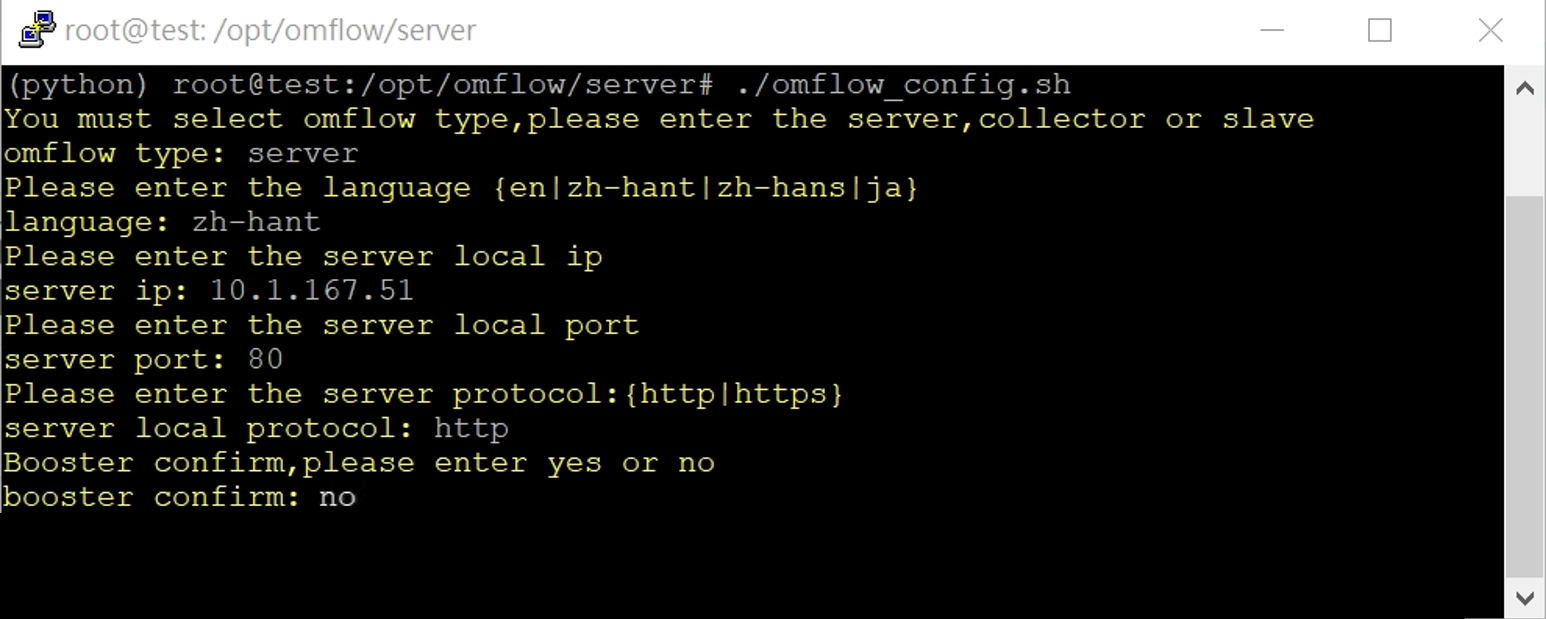 root@test: /opt/omflow/server
(python) root@test:/opt/omflow/server# ./omflow_config.sh
You must select omflow type,please enter the server,collector or slave
omflow type: server
Please enter the language {en|zh-hant|zh-hans|ja}
language: zh-hant
Please enter the server local ip
server ip: 10.1.167.51
Please enter the server local port
server port: 80
Please enter the server protocol:{http|https}
server local protocol: http
Booster confirm,please enter yes or no
booster confirm: no